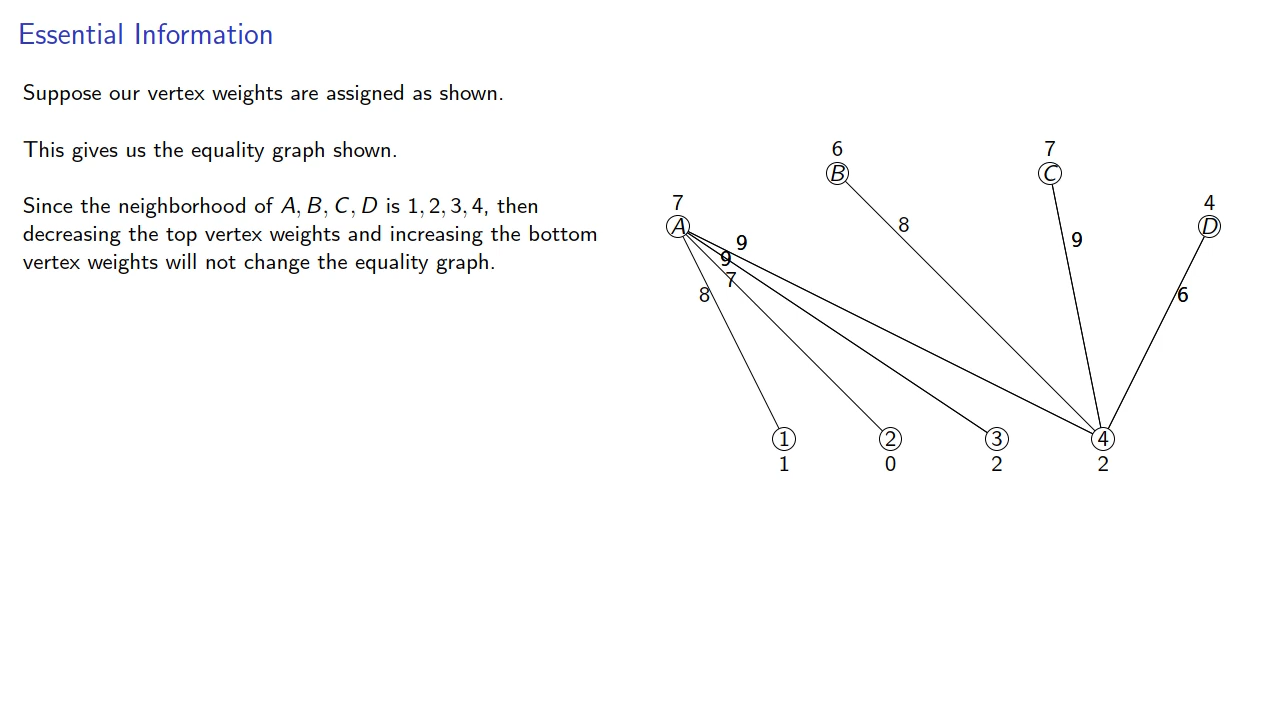 Essential Information
Suppose our vertex weights are assigned as shown.
This gives us the equality graph shown.
Since the neighborhood of A, B, C, D is 1, 2, 3, 4, then
decreasing the top vertex weights and increasing the bottom
vertex weights will not change the equality graph.
6 7
B C
7 4
A D
8
9 9
9
7
8 6
1 2 3 4
1 0 2 2